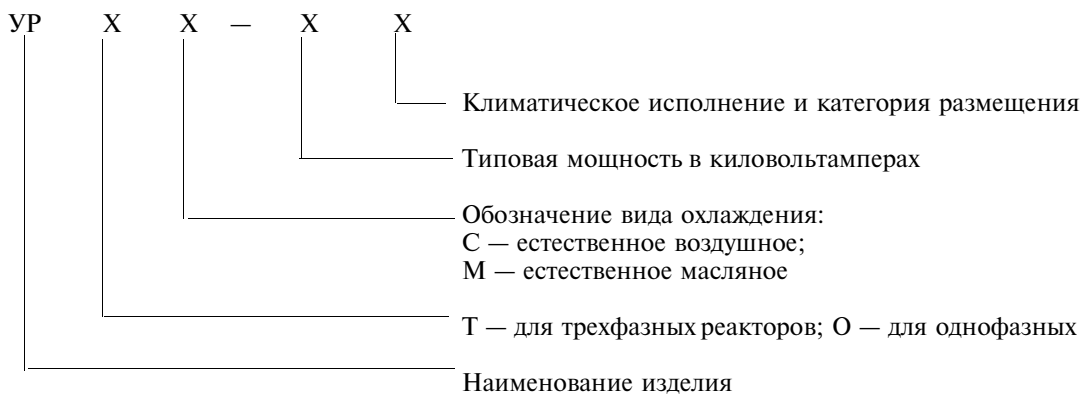 УР Х Х — Х Х
Климатическое исполнение и категория размещения
Типовая мощность в киловольтамперах
Обозначение вида охлаждения:
С — естественное воздушное;
М — естественное масляное
Т — для трехфазных реакторов; О — для однофазных
Наименование изделия